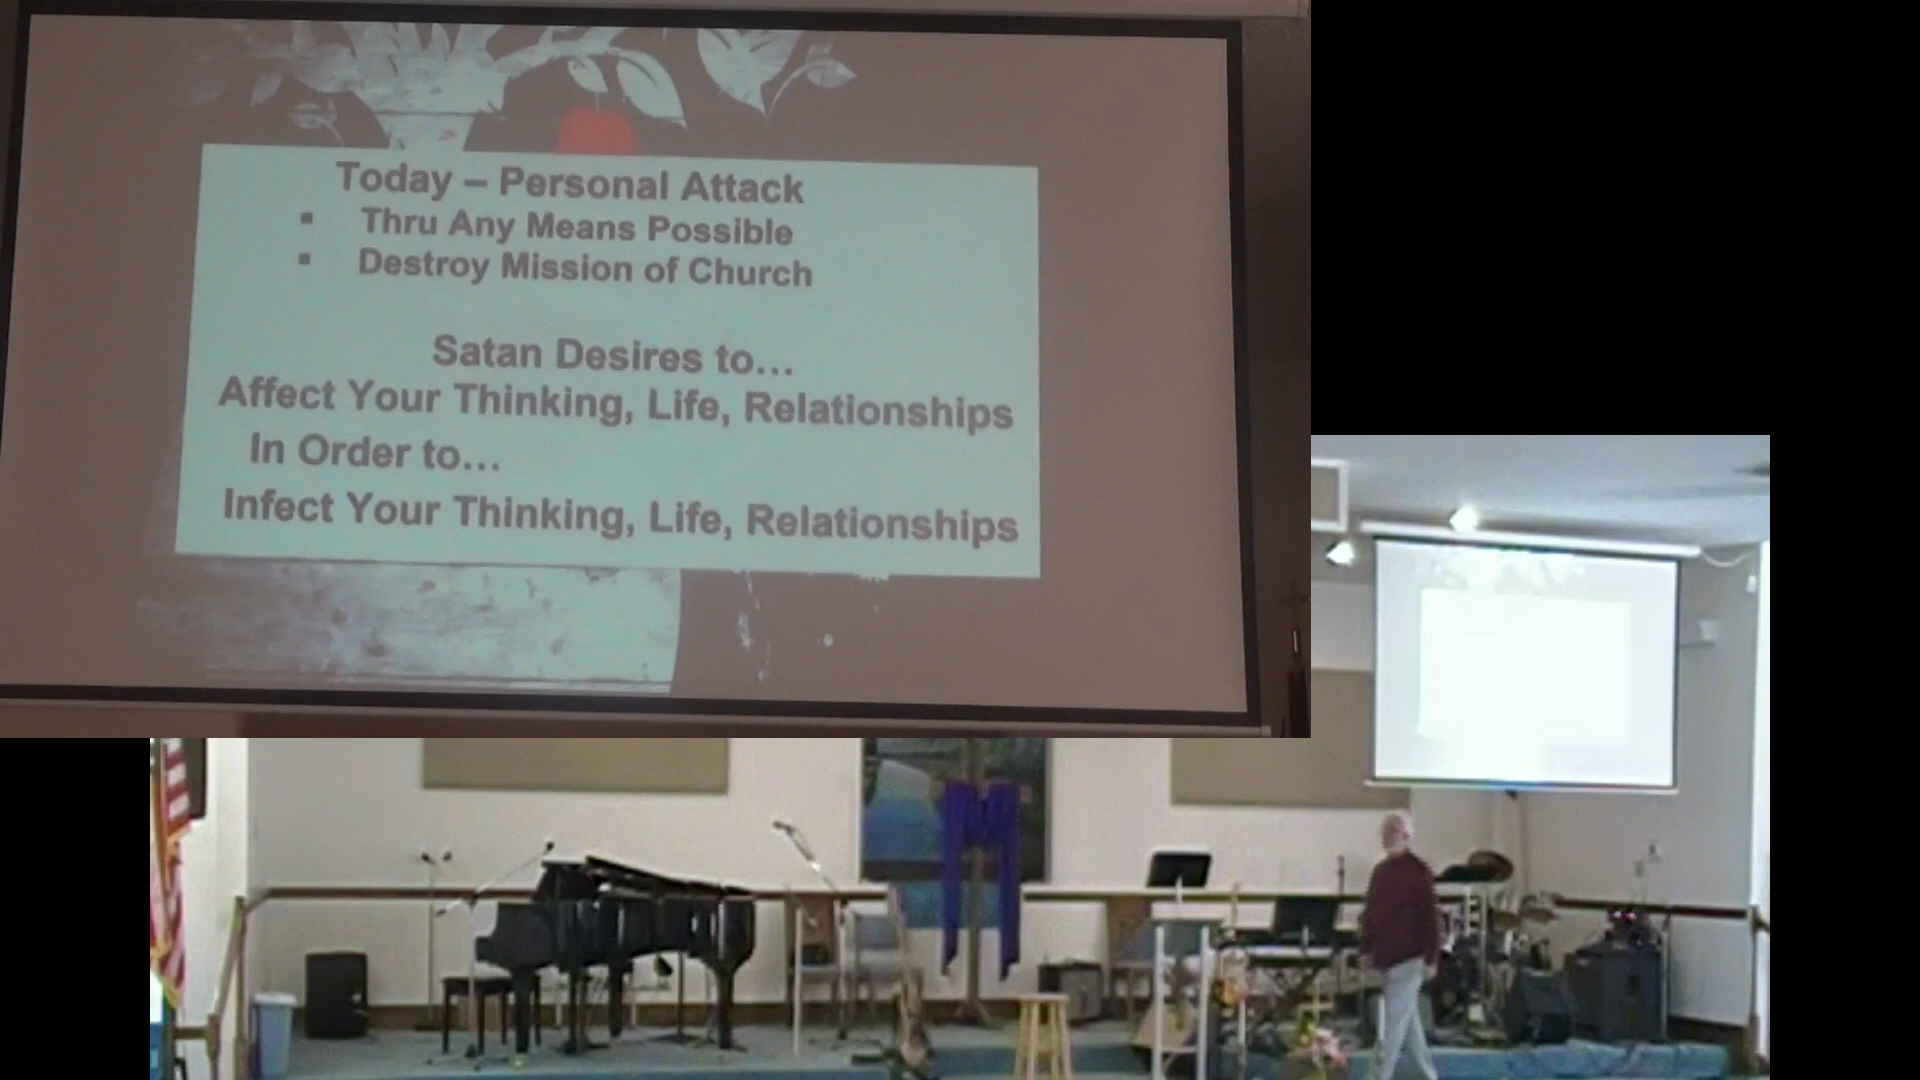 Today – Personal Attack
▪ Thru Any Means Possible
▪ Destroy Mission of Church
Satan Desires to...
Affect Your Thinking, Life, Relationships
In Order to...
Infect Your Thinking, Life, Relationships